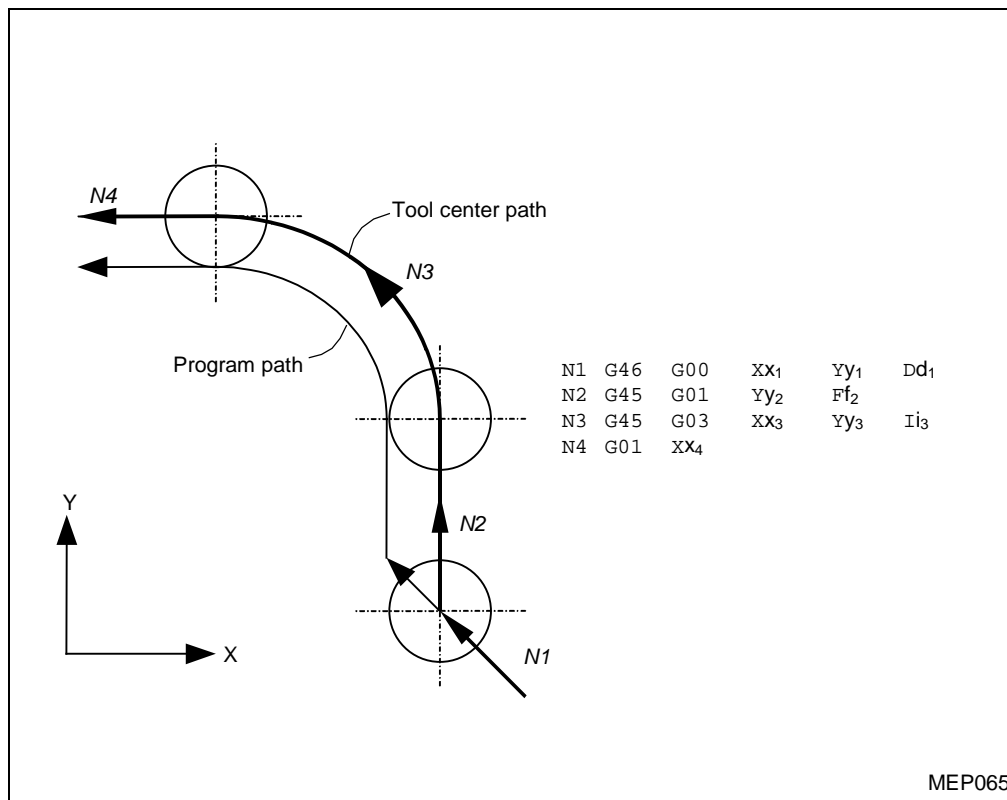 N4
Tool center path
N3
Program path
N1 G46 G00 Xx1 Yy1 Dd1
N2 G45 G01 Yy2 Ff2
N3 G45 G03 Xx3 Yy3 Ii3
N4 G01 Xx4
Y
N2
X
N1
MEP065